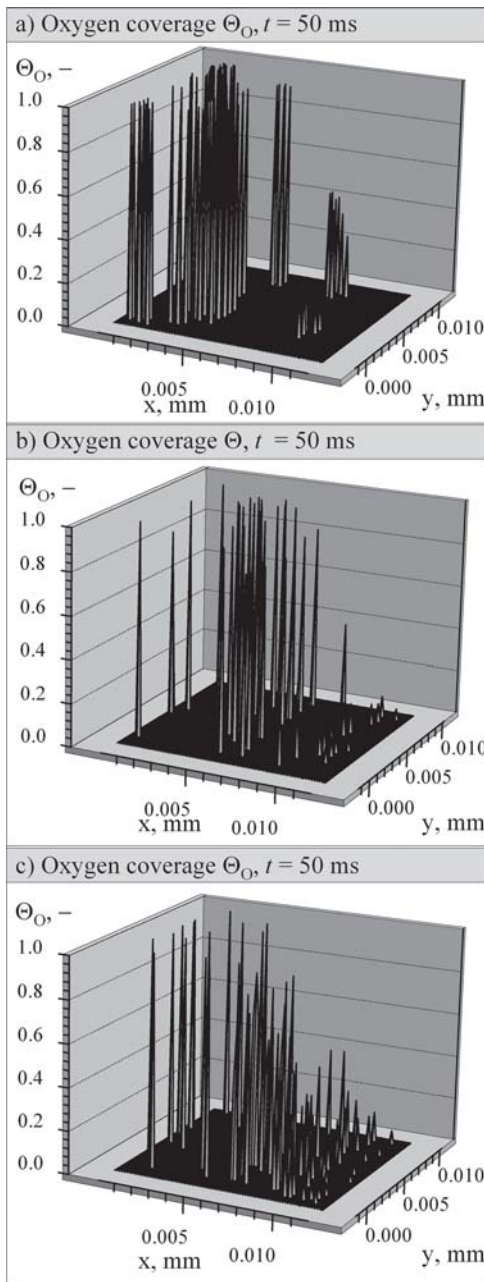 a) Oxygen coverage Θ_O, t = 50 ms
Θ_O, –
1.0
0.8
0.6
0.4
0.2
0.0
0.005
0.010
x, mm
0.000
0.005
0.010
y, mm
b) Oxygen coverage Θ, t = 50 ms
Θ_O, –
1.0
0.8
0.6
0.4
0.2
0.0
0.005
0.010
x, mm
0.000
0.005
0.010
y, mm
c) Oxygen coverage Θ_O, t = 50 ms
Θ_O, –
1.0
0.8
0.6
0.4
0.2
0.0
0.005
0.010
x, mm
0.000
0.005
0.010
y, mm